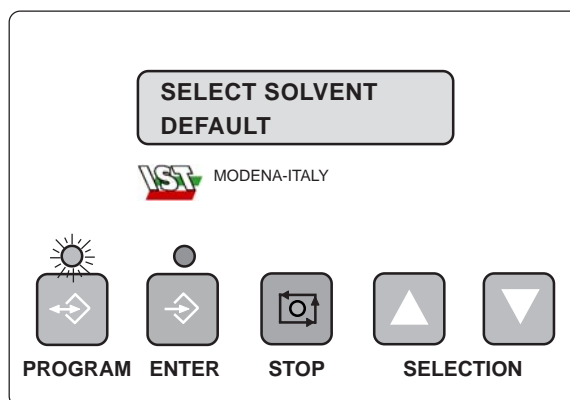 SELECT SOLVENT
DEFAULT
IST MODENA-ITALY
PROGRAM ENTER STOP SELECTION